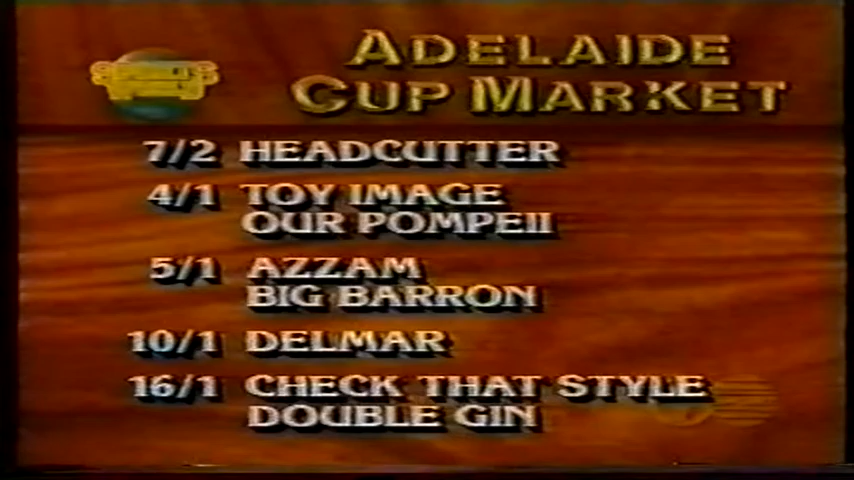 ADELAIDE
CUP MARKET
7/2 HEADCUTTER
4/1 TOY IMAGE
OUR POMPEII
5/1 AZZAM
BIG BARRON
10/1 DELMAR
16/1 CHECK THAT STYLE
DOUBLE GIN